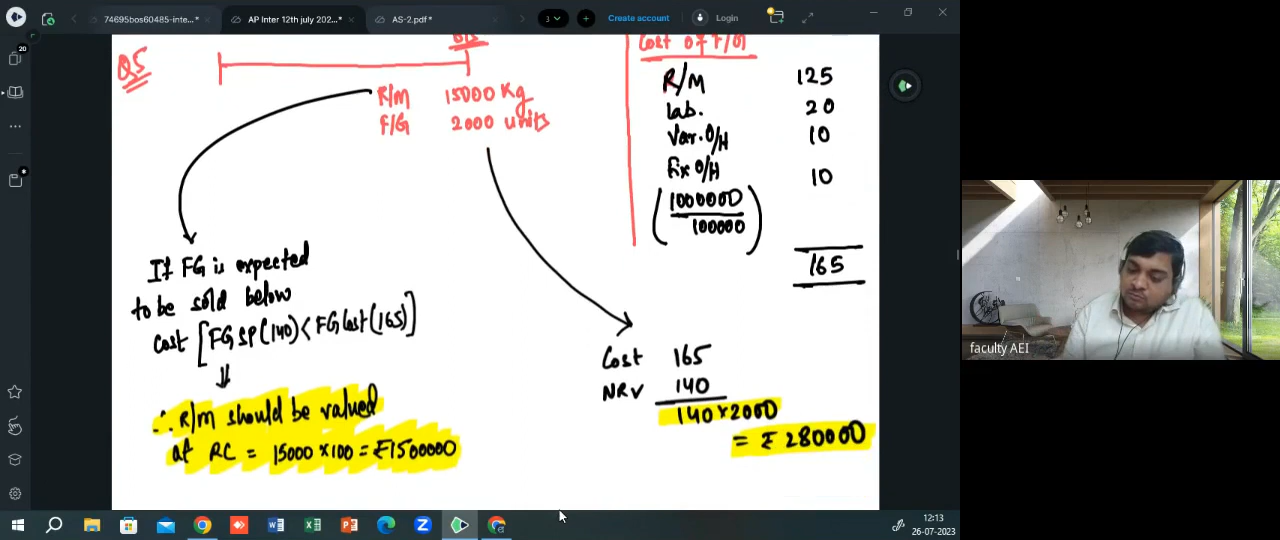 74695bos60485-inte...
AP Inter 12th july 202...*
AS-2.pdf*
3
Create account
Login
20
Q5
B/S
R/M 15000 Kg
F/G 2000 units
Cost of F/G
R/M 125
Lab. 20
Var. O/H 10
Fix O/H 10
(1000000
100000)
165
If FG is expected
to be sold below
Cost [FG SP(140) < FG Cost(165)]
⇓
∴ R/M should be valued
at RC = 15000 × 100 = ₹1500000
Cost 165
NRV 140
140 × 2000
= ₹ 280000
faculty AEI
12:13
26-07-2023